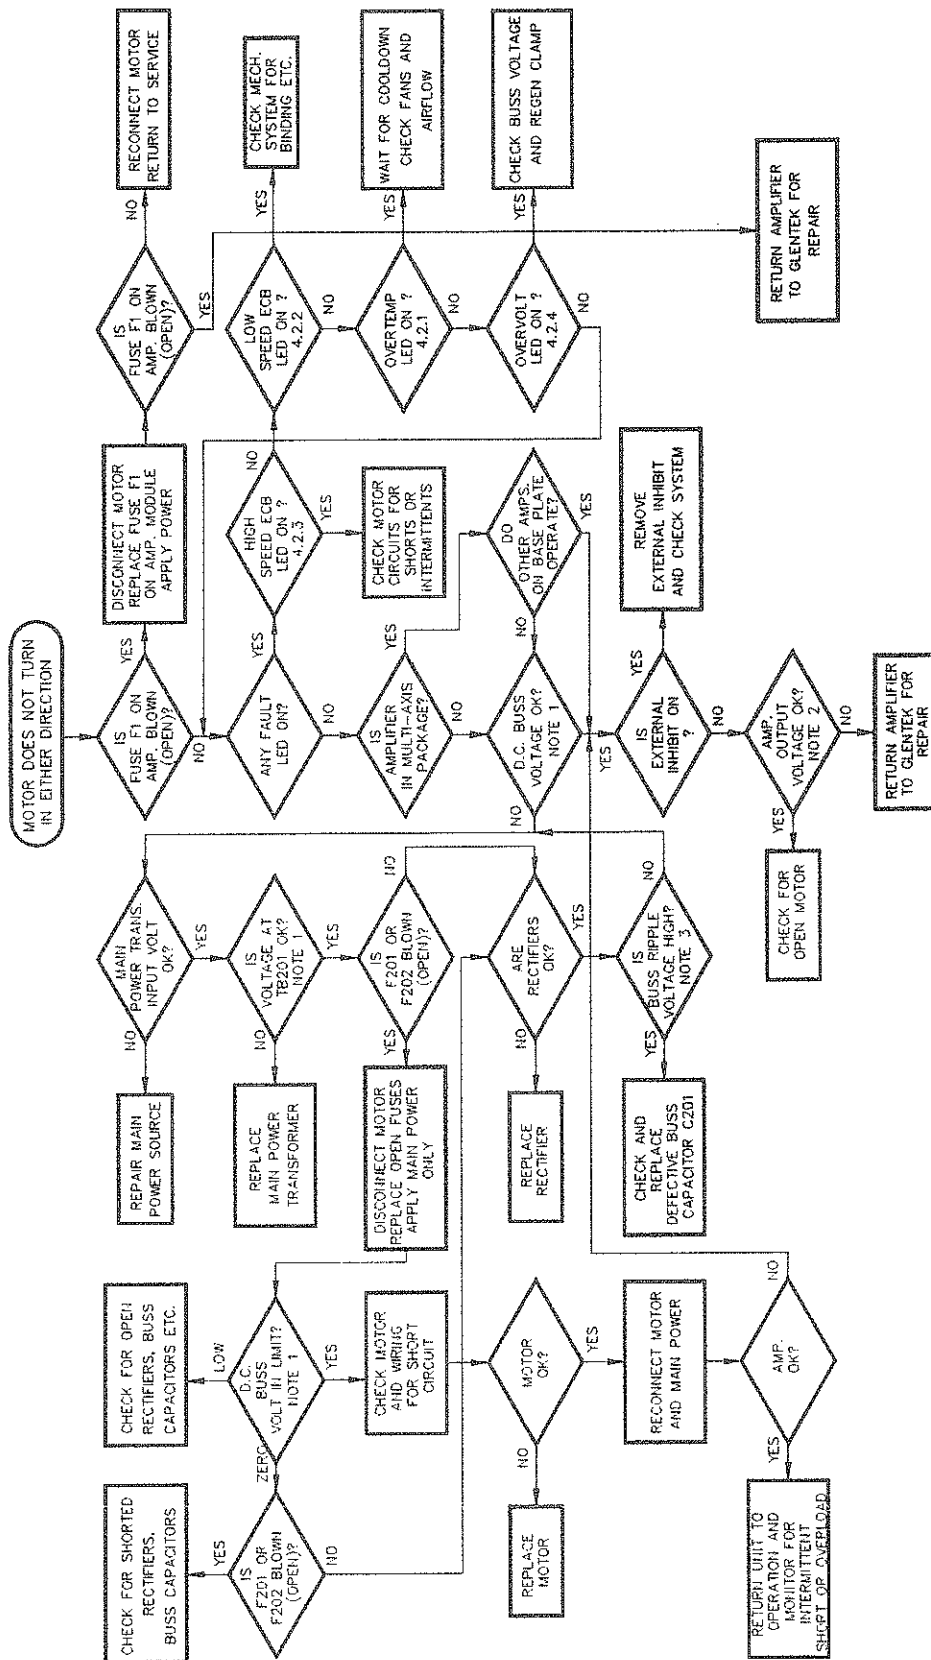 MOTOR DOES NOT TURN
IN EITHER DIRECTION
IS
FUSE F1 ON
AMP. BLOWN
(OPEN)?
YES
NO
DISCONNECT MOTOR
REPLACE FUSE F1
ON AMP. MODULE
APPLY POWER
IS
FUSE F1 ON
AMP. BLOWN
(OPEN)?
NO
YES
RECONNECT MOTOR
RETURN TO SERVICE
ANY FAULT
LED ON?
YES
NO
HIGH
SPEED ECB
LED ON ?
4.2.3
NO
YES
CHECK MOTOR
CIRCUITS FOR
SHORTS OR
INTERMITTENTS
LOW
SPEED ECB
LED ON ?
4.2.2
YES
NO
CHECK MECH.
SYSTEM FOR
BINDING ETC.
OVERTEMP
LED ON ?
4.2.1
YES
NO
WAIT FOR COOLDOWN
CHECK FANS AND
AIRFLOW
OVERVOLT
LED ON ?
4.2.4
YES
NO
CHECK BUSS VOLTAGE
AND REGEN CLAMP
RETURN AMPLIFIER
TO GLENTEK FOR
REPAIR
IS
AMPLIFIER
IN MULTI-AXIS
PACKAGE?
YES
NO
DO
OTHER AMPS.
ON BASE PLATE
OPERATE?
NO
YES
D.C. BUSS
VOLTAGE OK?
NOTE 1
NO
YES
IS
EXTERNAL
INHIBIT ON
?
YES
NO
REMOVE
EXTERNAL INHIBIT
AND CHECK SYSTEM
AMP.
OUTPUT
VOLTAGE OK?
NOTE 2
YES
NO
CHECK FOR
OPEN MOTOR
RETURN AMPLIFIER
TO GLENTEK FOR
REPAIR
MAIN
POWER TRANS.
INPUT VOLT
OK?
NO
YES
REPAIR MAIN
POWER SOURCE
IS
VOLTAGE AT
TB201 OK?
NOTE 1
NO
YES
REPLACE
MAIN POWER
TRANSFORMER
IS
F201 OR
F202 BLOWN
(OPEN)?
NO
YES
DISCONNECT MOTOR
REPLACE OPEN FUSES
APPLY MAIN POWER
ONLY
ARE
RECTIFIERS
OK?
NO
YES
REPLACE
RECTIFIER
IS
BUSS RIPPLE
VOLTAGE HIGH?
NOTE 3
NO
YES
CHECK AND
REPLACE
DEFECTIVE BUSS
CAPACITOR C201
D.C.
BUSS
VOLT IN LIMIT?
NOTE 1
LOW
YES
ZERO
CHECK FOR OPEN
RECTIFIERS, BUSS
CAPACITORS ETC.
IS
F201 OR
F202 BLOWN
(OPEN)?
YES
NO
CHECK FOR SHORTED
RECTIFIERS,
BUSS CAPACITORS
CHECK MOTOR
AND WIRING
FOR SHORT
CIRCUIT
MOTOR
OK?
NO
YES
REPLACE
MOTOR
RECONNECT MOTOR
AND MAIN POWER
AMP.
OK?
NO
YES
RETURN UNIT TO
OPERATION AND
MONITOR FOR
INTERMITTENT
SHORT OR OVERLOAD